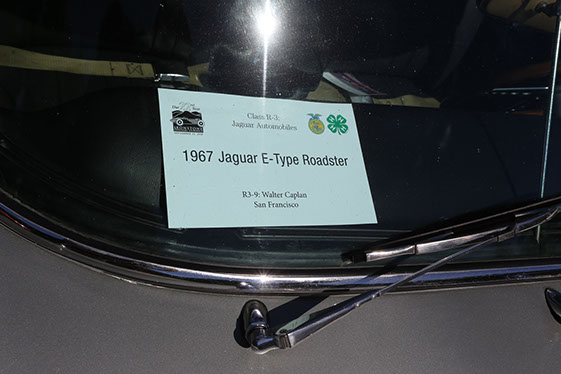 Class R-3:
Jaguar Automobiles
1967 Jaguar E-Type Roadster
R3-9: Walter Caplan
San Francisco